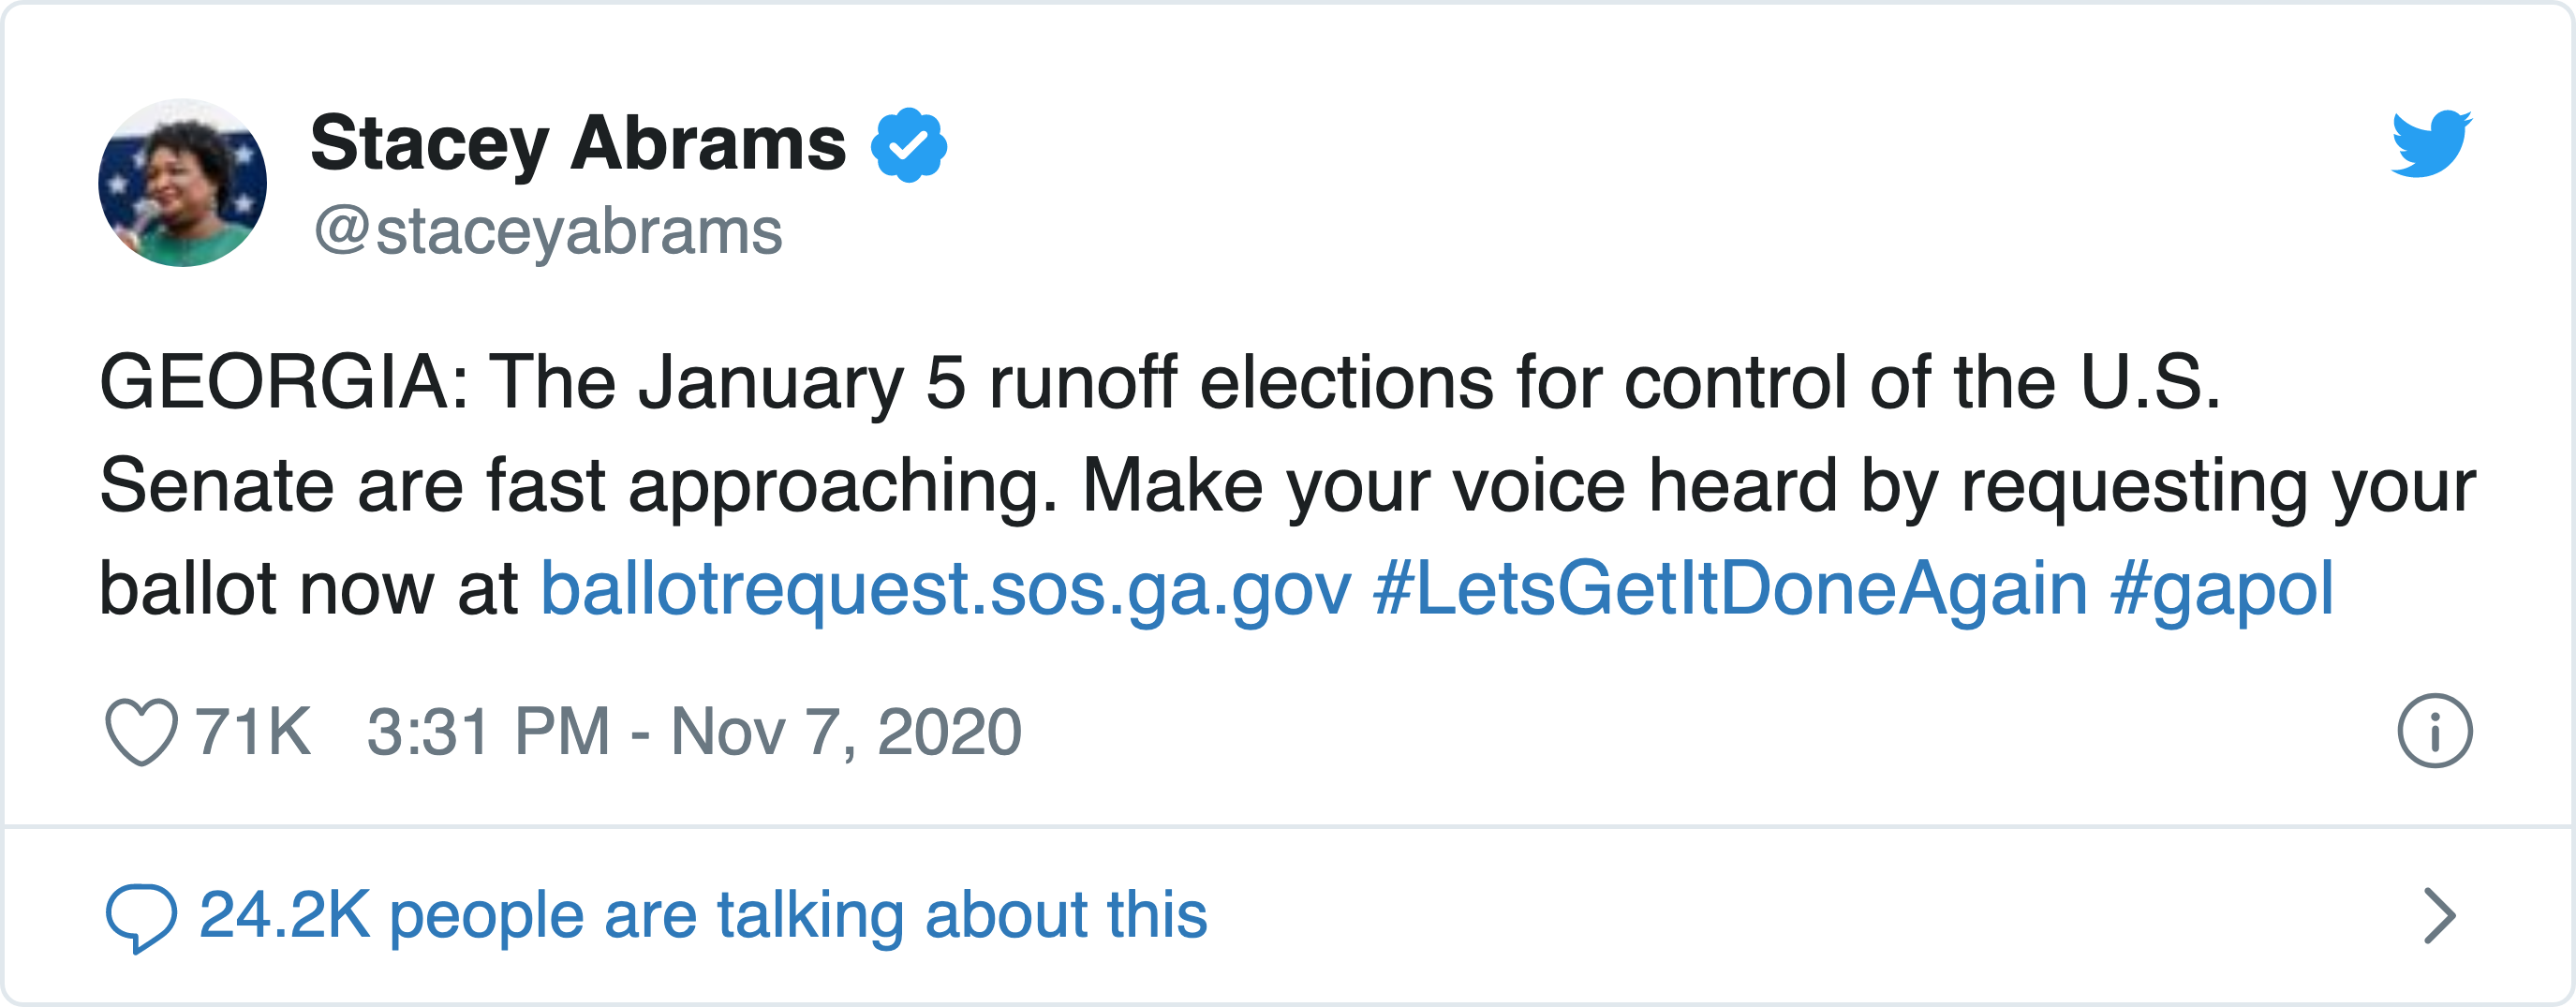 Stacey Abrams
@staceyabrams
GEORGIA: The January 5 runoff elections for control of the U.S.
Senate are fast approaching. Make your voice heard by requesting your
ballot now at ballotrequest.sos.ga.gov #LetsGetItDoneAgain #gapol
71K 3:31 PM - Nov 7, 2020
24.2K people are talking about this